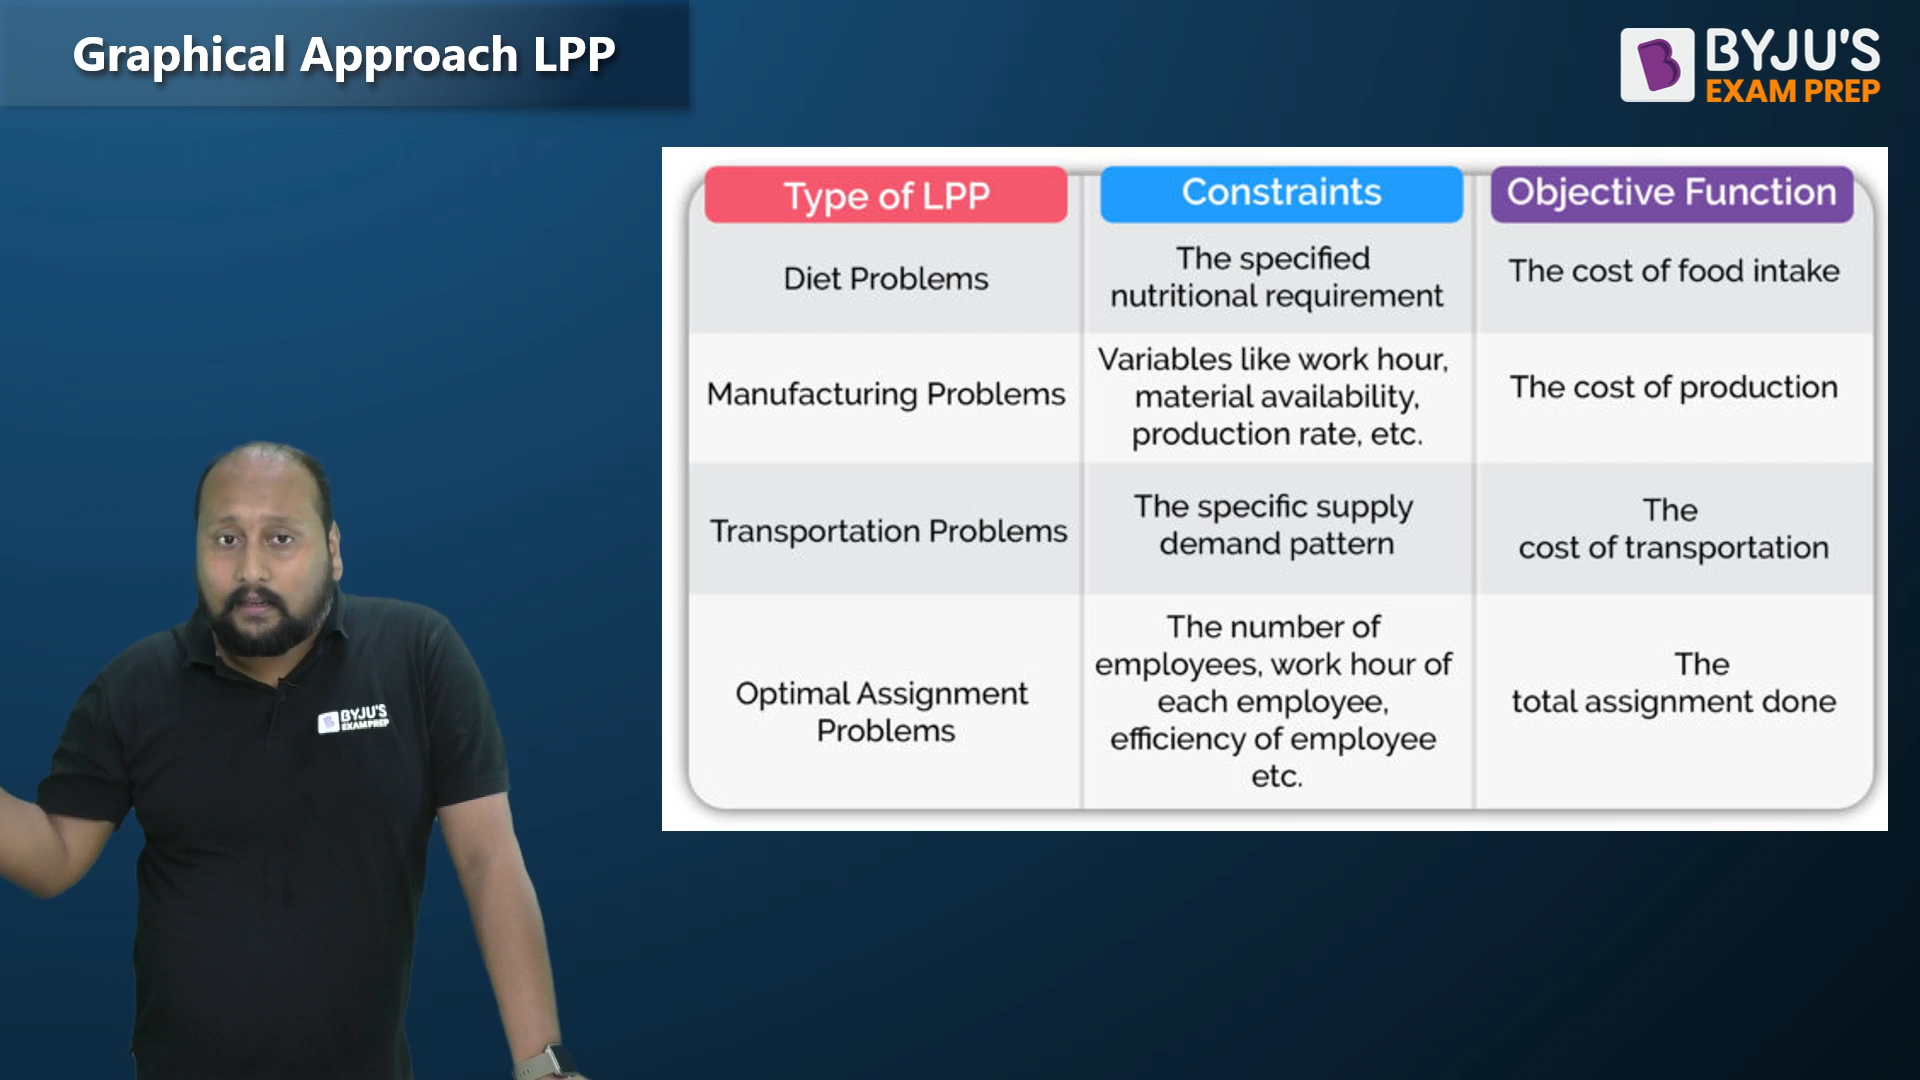 Graphical Approach LPP
BYJU'S
EXAM PREP
Type of LPP
Constraints
Objective Function
Diet Problems
The specified
nutritional requirement
The cost of food intake
Manufacturing Problems
Variables like work hour,
material availability,
production rate, etc.
The cost of production
Transportation Problems
The specific supply
demand pattern
The
cost of transportation
Optimal Assignment
Problems
The number of
employees, work hour of
each employee,
efficiency of employee
etc.
The
total assignment done
BYJU'S
EXAM PREP